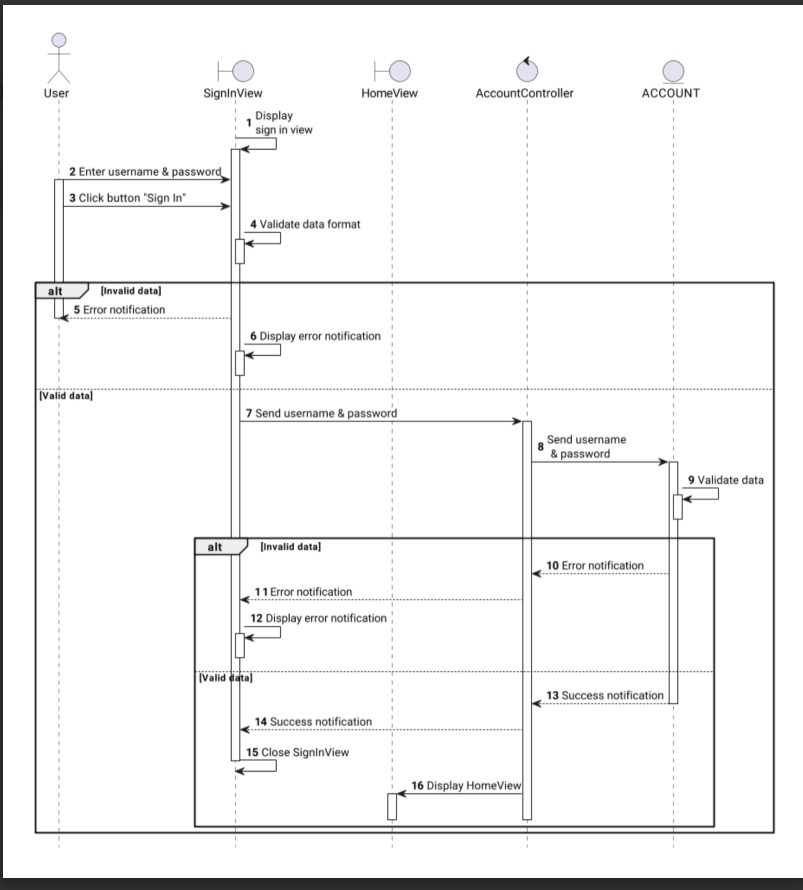 User
SignInView
HomeView
AccountController
ACCOUNT
1 Display
sign in view
2 Enter username & password
3 Click button "Sign In"
4 Validate data format
alt [Invalid data]
5 Error notification
6 Display error notification
[Valid data]
7 Send username & password
8 Send username
& password
9 Validate data
alt [Invalid data]
10 Error notification
11 Error notification
12 Display error notification
[Valid data]
13 Success notification
14 Success notification
15 Close SignInView
16 Display HomeView